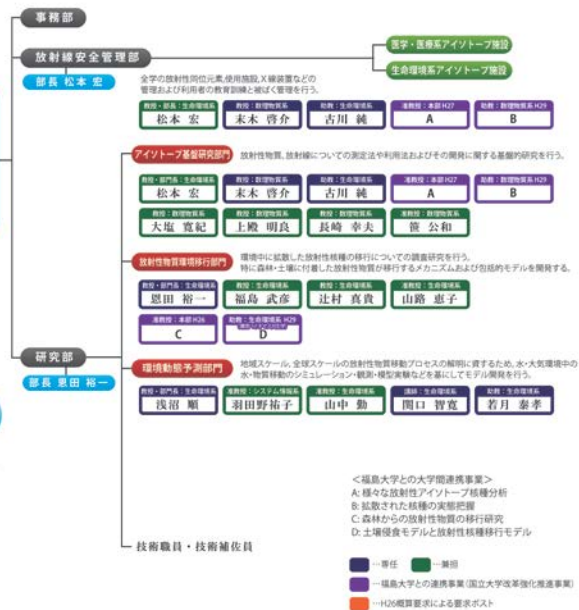 事務部
放射線安全管理部
部長 松本 宏
医学・医療系アイソトープ施設
生命環境系アイソトープ施設
全学の放射性同位元素,使用施設,X線装置などの
管理および利用者の教育訓練と被ばく管理を行う。
教授・部長:生命環境系
松本 宏
教授:数理物質系
末木 啓介
助教:生命環境系
古川 純
准教授:本部H27
A
助教:数理物質系H29
B
アイソトープ基盤研究部門
放射性物質、放射線についての測定法や利用法およびその開発に関する基盤的研究を行う。
教授・部門長:生命環境系
松本 宏
教授:数理物質系
末木 啓介
助教:生命環境系
古川 純
准教授:本部H27
A
助教:数理物質系H29
B
教授:数理物質系
大塩 寛紀
教授:数理物質系
上殿 明良
教授:数理物質系
長崎 幸夫
准教授:数理物質系
笹 公和
放射性物質環境移行部門
環境中に拡散した放射性核種の移行についての調査研究を行う。
特に森林・土壌に付着した放射性物質が移行するメカニズムおよび包括的モデルを開発する。
教授・部門長:生命環境系
恩田 裕一
教授:生命環境系
福島 武彦
教授:生命環境系
辻村 真貴
准教授:生命環境系
山路 恵子
准教授:本部H26
C
助教:生命環境系H29
D
研究部
部長 恩田 裕一
環境動態予測部門
地域スケール、全球スケールの放射性物質移動プロセスの解明に資するため、水・大気環境中の
水・物質移動のシミュレーション・観測・模型実験などを基にしてモデル開発を行う。
教授・部門長:生命環境系
浅沼 順
准教授:システム情報系
羽田野祐子
准教授:生命環境系
山中 勤
講師:生命環境系
関口 智寛
助教:生命環境系
若月 泰孝
<福島大学との大学間連携事業>
A: 様々な放射性アイソトープ核種分析
B: 拡散された核種の実態把握
C: 森林からの放射性物質の移行研究
D: 土壌侵食モデルと放射性核種移行モデル
技術職員・技術補佐員
…専任
…兼担
…福島大学との連携事業(国立大学改革強化推進事業)
…H26概算要求による要求ポスト